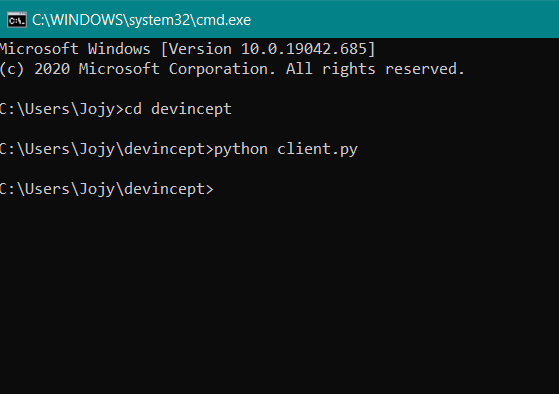 C:\WINDOWS\system32\cmd.exe
Microsoft Windows [Version 10.0.19042.685]
(c) 2020 Microsoft Corporation. All rights reserved.
C:\Users\Jojy>cd devincept
C:\Users\Jojy\devincept>python client.py
C:\Users\Jojy\devincept>